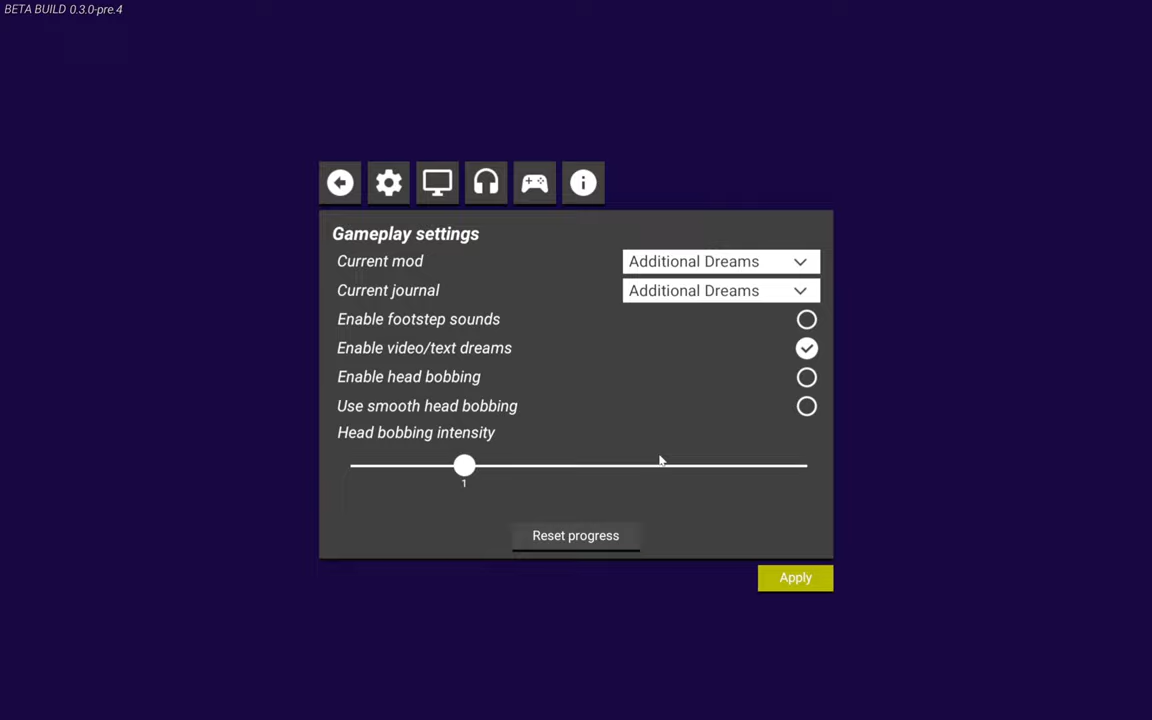 BETA BUILD 0.3.0-pre.4
Gameplay settings
Current mod Additional Dreams
Current journal Additional Dreams
Enable footstep sounds
Enable video/text dreams
Enable head bobbing
Use smooth head bobbing
Head bobbing intensity
1
Reset progress
Apply